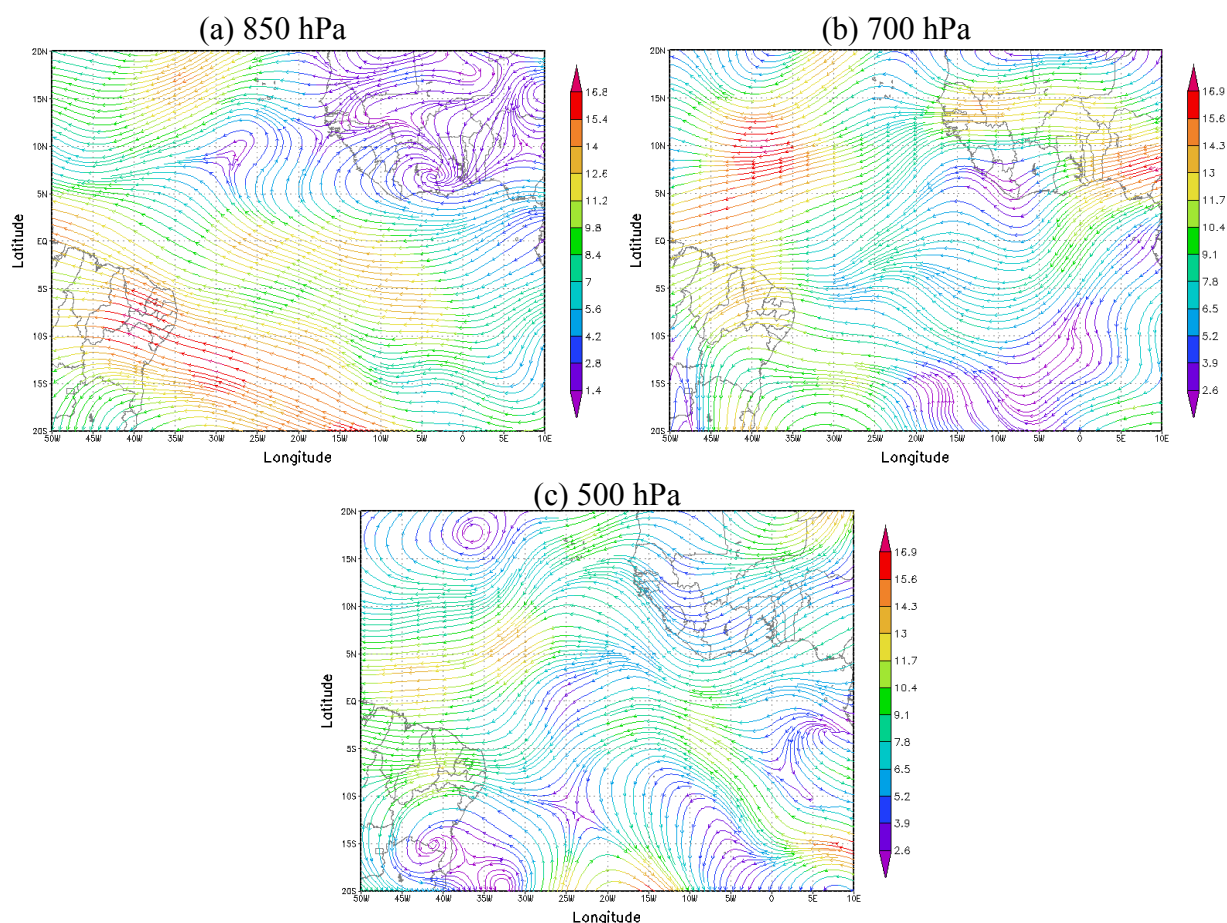 (a) 850 hPa
20N
15N
10N
5N
EQ
5S
10S
15S
20S
50W 45W 40W 35W 30W 25W 20W 15W 10W 5W 0 5E 10E
Latitude
Longitude
16.8
15.4
14
12.6
11.2
9.8
8.4
7
5.6
4.2
2.8
1.4
(b) 700 hPa
20N
15N
10N
5N
EQ
5S
10S
15S
20S
50W 45W 40W 35W 30W 25W 20W 15W 10W 5W 0 5E 10E
Latitude
Longitude
16.9
15.6
14.3
13
11.7
10.4
9.1
7.8
6.5
5.2
3.9
2.6
(c) 500 hPa
20N
15N
10N
5N
EQ
5S
10S
15S
20S
50W 45W 40W 35W 30W 25W 20W 15W 10W 5W 0 5E 10E
Latitude
Longitude
16.9
15.6
14.3
13
11.7
10.4
9.1
7.8
6.5
5.2
3.9
2.6